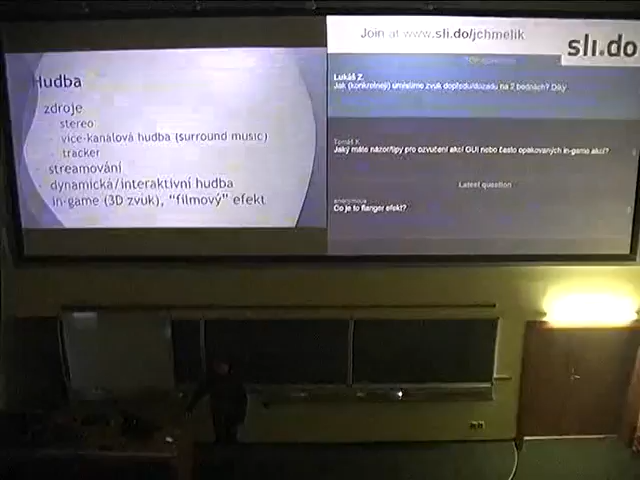 Hudba
zdroje
stereo
více-kanálová hudba (surround music)
tracker
streamování
dynamická/interaktivní hudba
in-game (3D zvuk), “filmový” efekt
Join at www.sli.do/jchmelik
sli.do
Lukáš Z.
Jak (konkrétněj) umístíme zvuk dopředu/dozadu na 2 bednách? Díky
Tomáš K
Jaký máte názor/tipy pro ozvučení akcí GUI nebo často opakovaných in-game akcí?
Latest question
anonymous
Co je to flanger efekt?